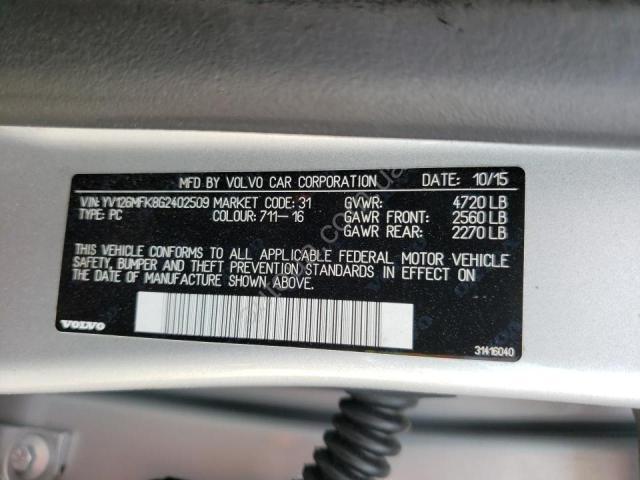 MFD BY VOLVO CAR CORPORATION DATE: 10/15
VIN: YV126MFK8G2402509 MARKET CODE: 31 GVWR: 4720 LB
TYPE: PC COLOUR: 711-16 GAWR FRONT: 2560 LB
GAWR REAR: 2270 LB
THIS VEHICLE CONFORMS TO ALL APPLICABLE FEDERAL MOTOR VEHICLE
SAFETY, BUMPER AND THEFT PREVENTION STANDARDS IN EFFECT ON
THE DATE OF MANUFACTURE SHOWN ABOVE.
VOLVO
31416040